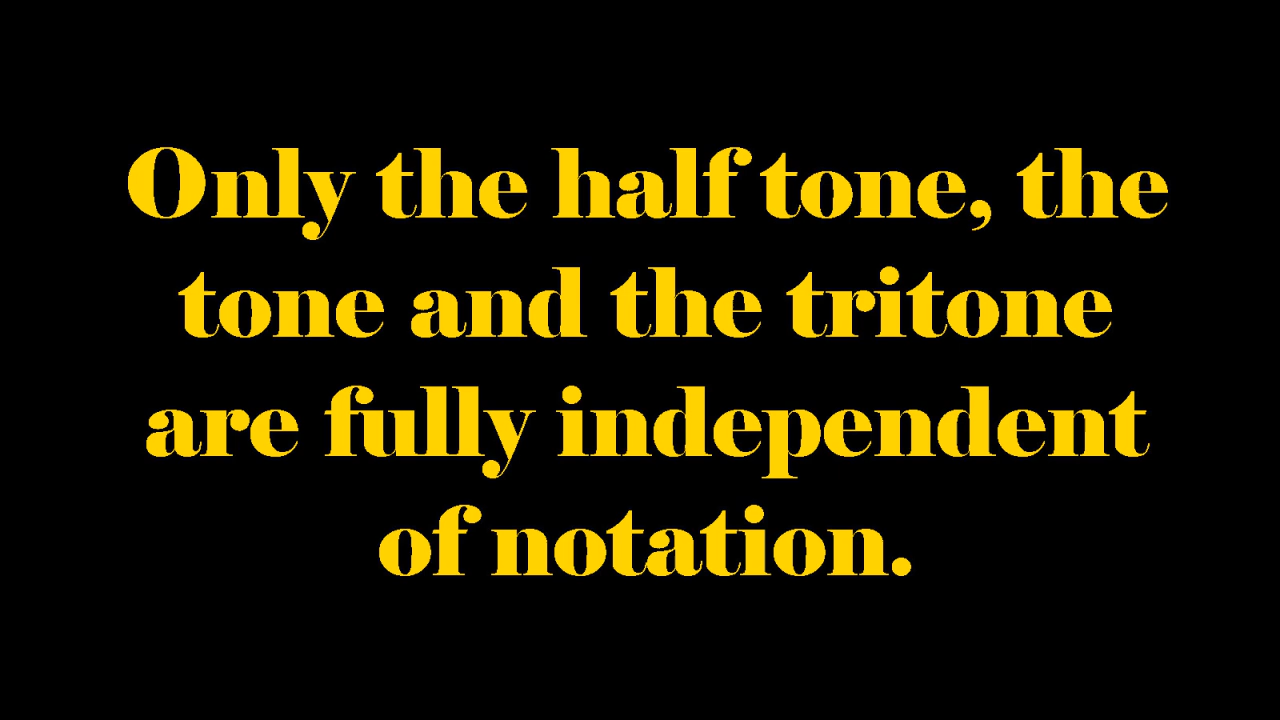 Only the half tone, the
tone and the tritone
are fully independent
of notation.